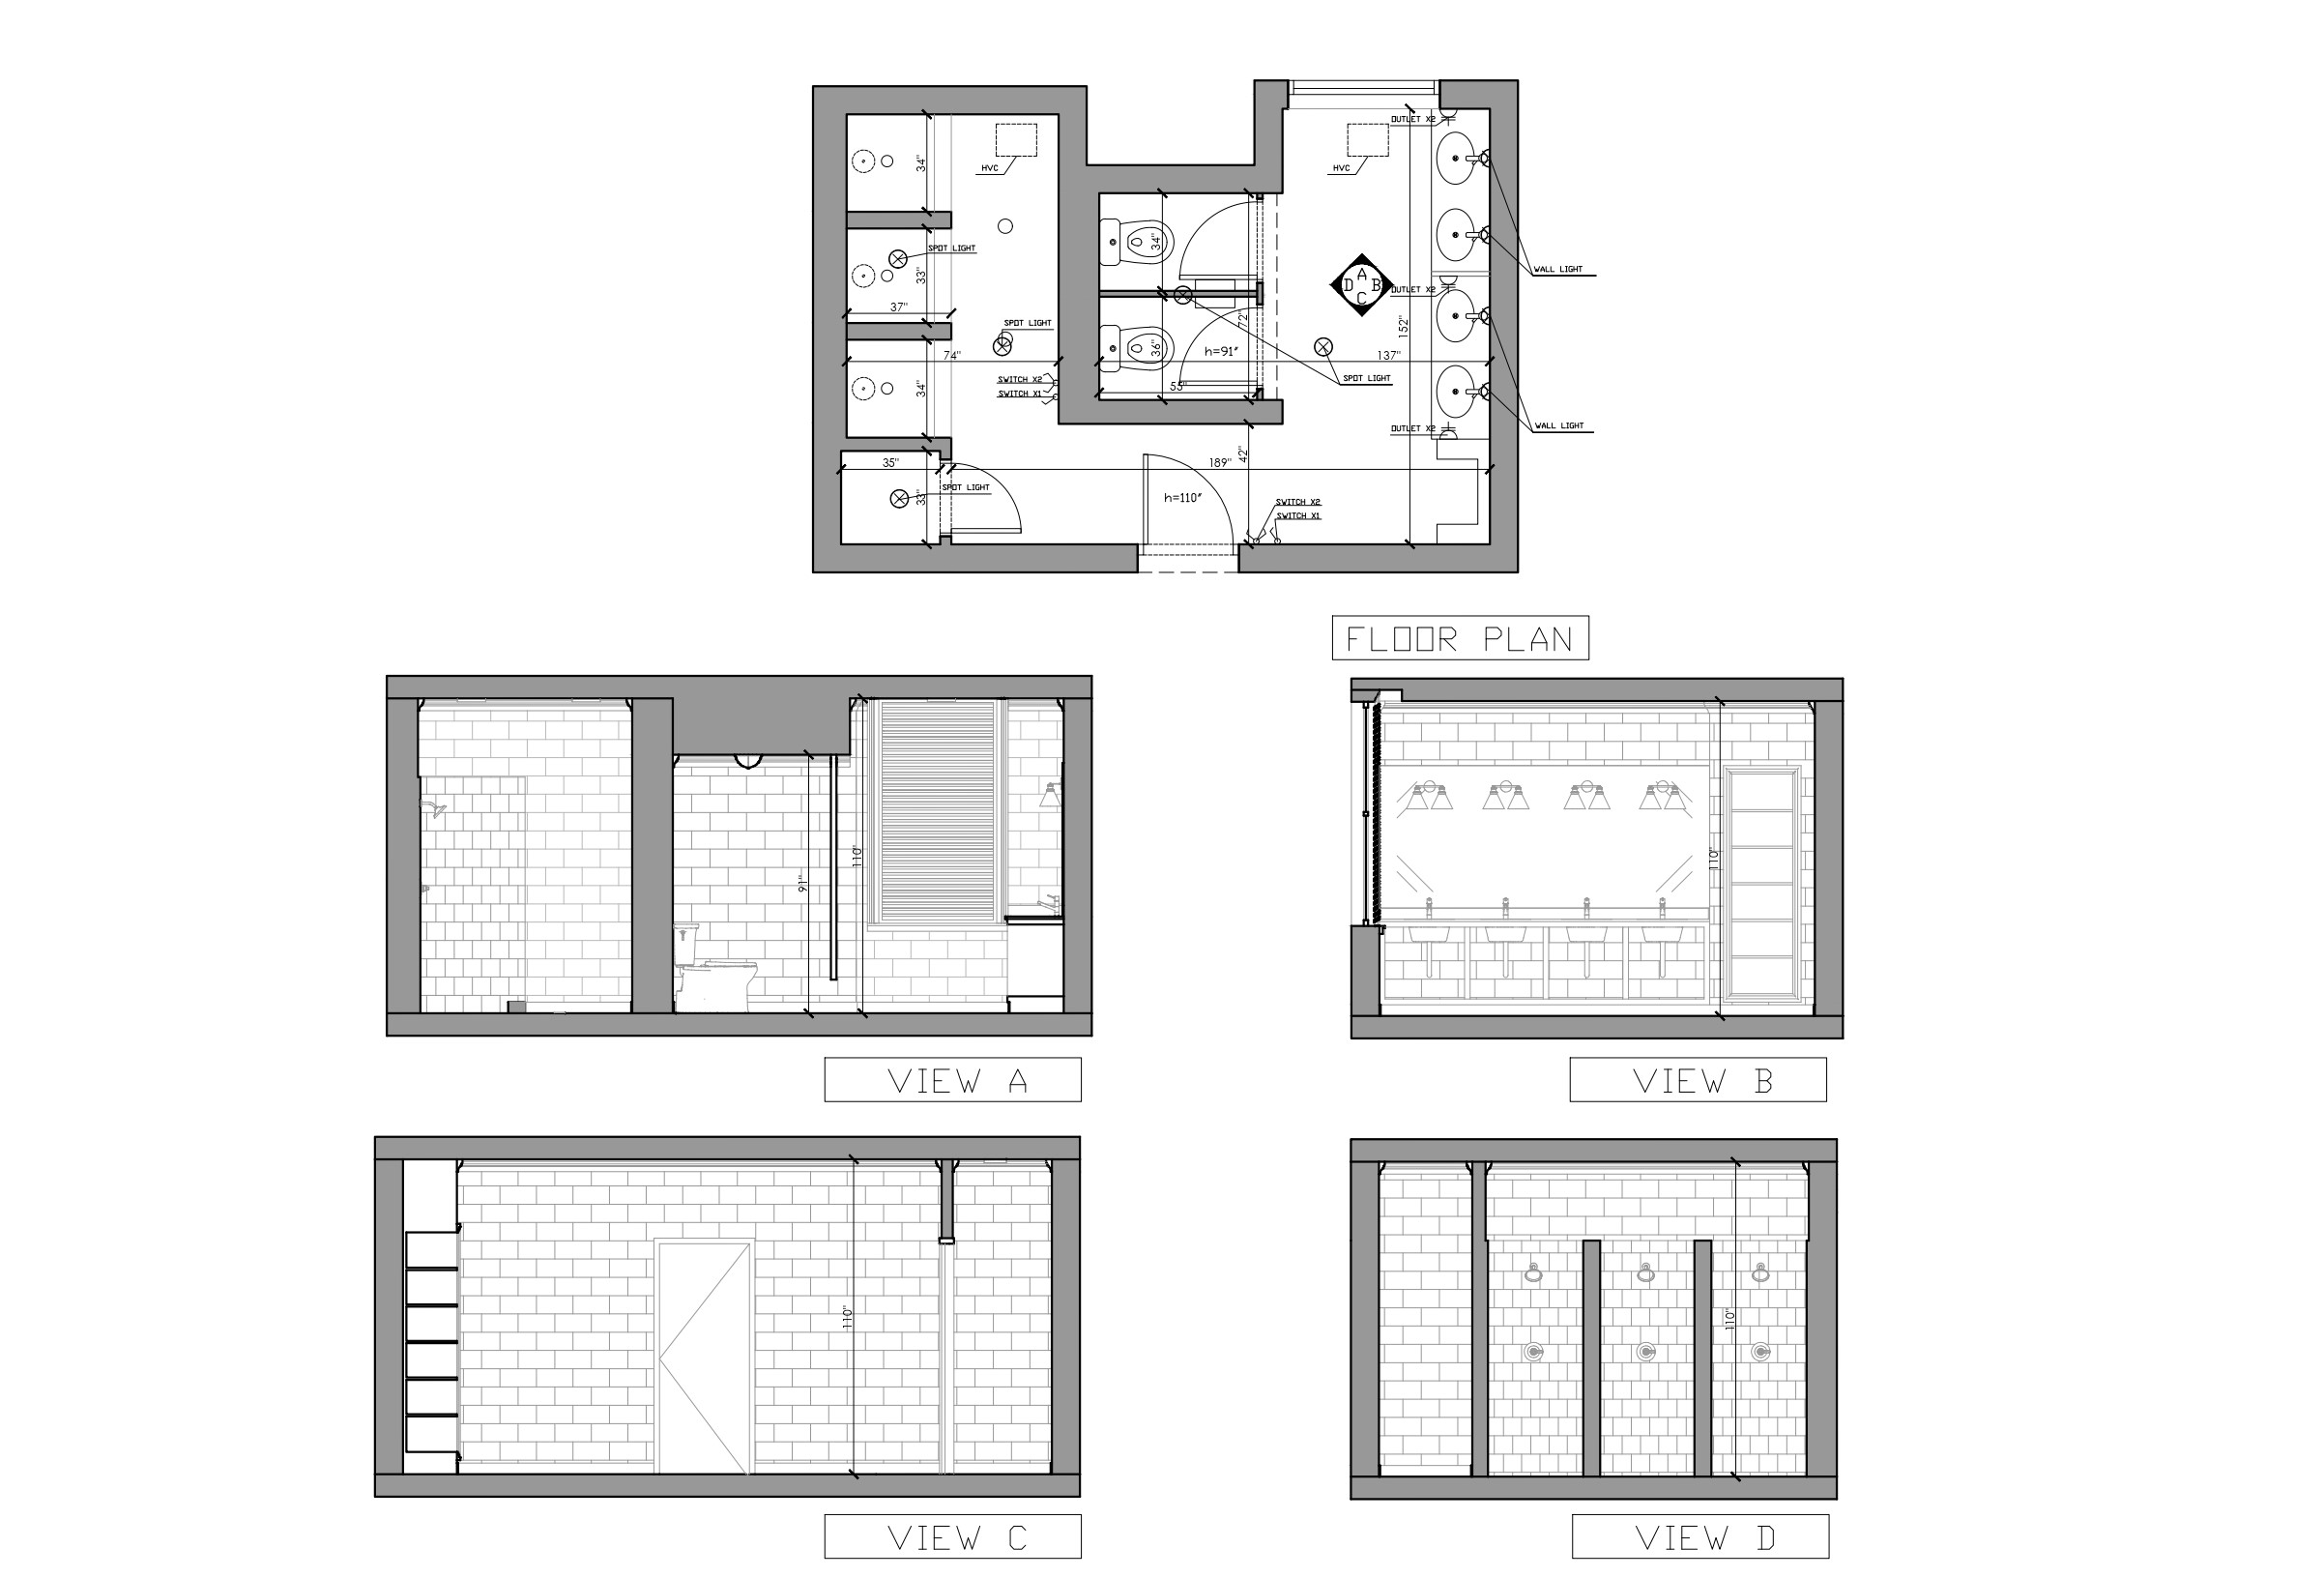 OUTLET X2
34"
HVC
HVC
SPOT LIGHT
34"
A
D B
C
WALL LIGHT
33"
OUTLET X2
37"
SPOT LIGHT
72"
152"
36"
h=91"
74"
137"
SWITCH X2
SPOT LIGHT
55"
34"
SWITCH X1
WALL LIGHT
OUTLET X2
42"
35"
189"
SPOT LIGHT
33"
h=110"
SWITCH X2
SWITCH X1
FLOOR PLAN
91"
110"
110"
VIEW A
VIEW B
110"
110"
VIEW C
VIEW D